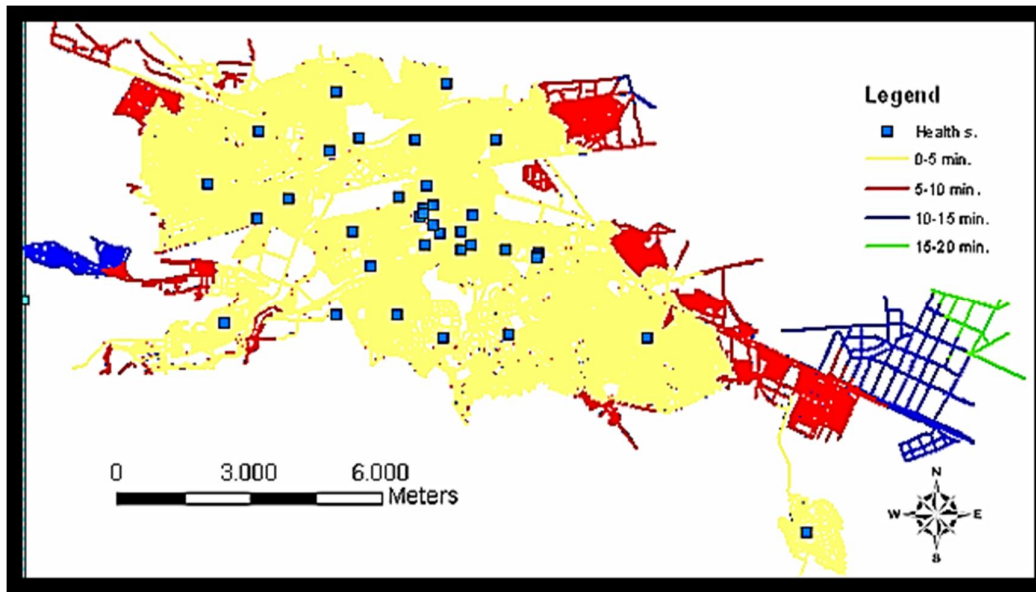 Legend
Health s.
0-5 min.
5-10 min.
10-15 min.
15-20 min.
0 3.000 6.000
Meters
N
W E
S